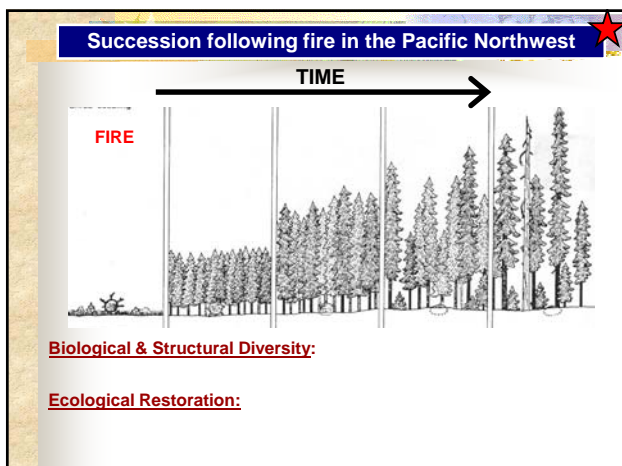 Succession following fire in the Pacific Northwest
TIME
FIRE
Biological & Structural Diversity:
Ecological Restoration: